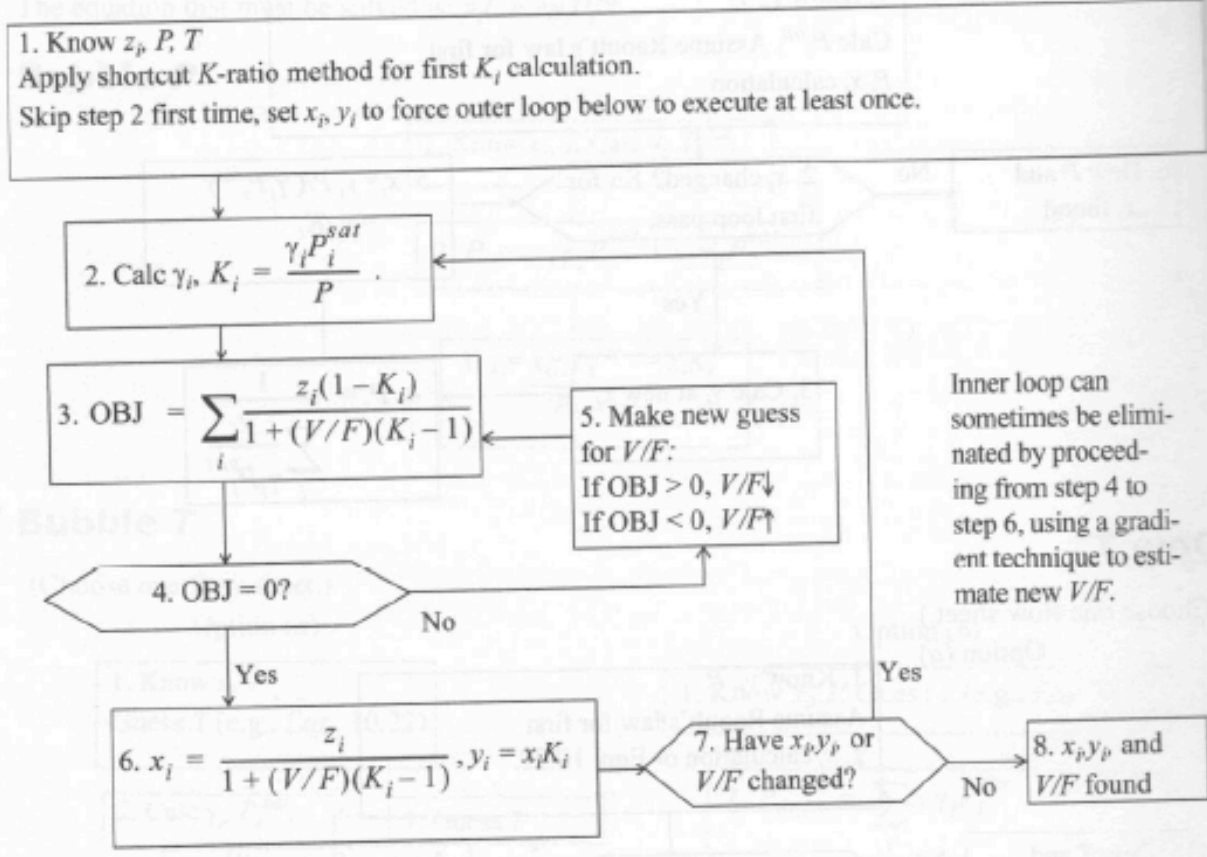 1. Know z_i, P, T
Apply shortcut K-ratio method for first K_i calculation.
Skip step 2 first time, set x_i, y_i to force outer loop below to execute at least once.
2. Calc γ_i, K_i = γ_i P_i^sat / P .
3. OBJ = ∑_i z_i(1 – K_i) / 1 + (V/F)(K_i – 1)
5. Make new guess
for V/F:
If OBJ > 0, V/F↓
If OBJ < 0, V/F↑
Inner loop can
sometimes be elimi-
nated by proceed-
ing from step 4 to
step 6, using a gradi-
ent technique to esti-
mate new V/F.
4. OBJ = 0?
No
Yes
6. x_i = z_i / 1 + (V/F)(K_i – 1) , y_i = x_i K_i
7. Have x_i, y_i, or
V/F changed?
Yes
No
8. x_i, y_i, and
V/F found